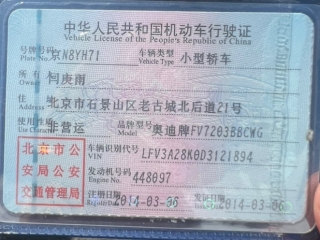 中华人民共和国机动车行驶证
Vehicle License of the People's Republic of China
号牌号码 京N8YH71 车辆类型 小型轿车
Plate No. Vehicle Type
所有人 闫庚雨
Owner
住址 北京市石景山区老古城北后道21号
Address
使用性质 非营运 品牌型号 奥迪牌FV7203BBCWG
Use Character
北京市公 车辆识别代号 LFV3A28K0D3121894
VIN
安局公安 发动机号码 448097
Engine No.
交通管理局 注册日期 2014-03-06 发证日期 2014-03-06
Register Date